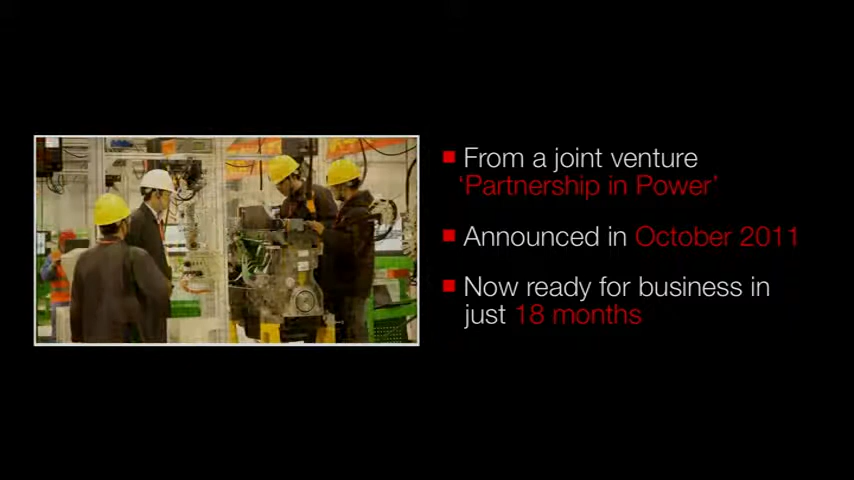 From a joint venture
‘Partnership in Power’
Announced in October 2011
Now ready for business in
just 18 months